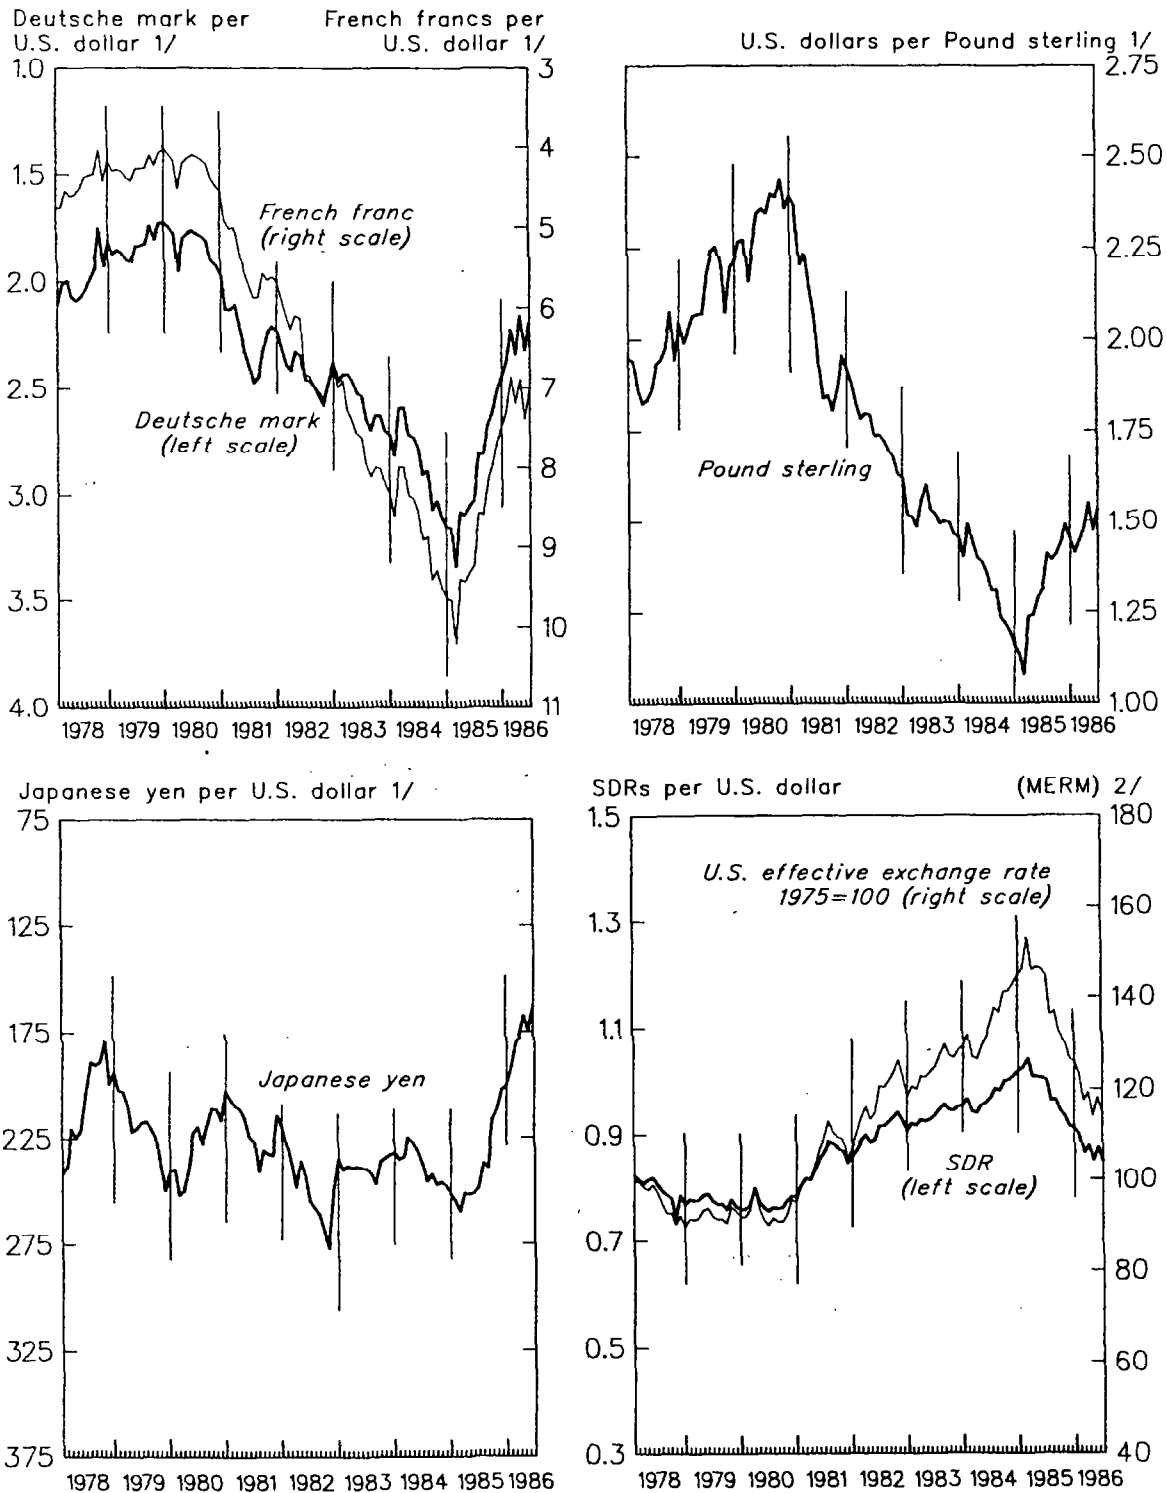 Deutsche mark per
U.S. dollar 1/
French francs per
U.S. dollar 1/
1.0
1.5
2.0
2.5
3.0
3.5
4.0
3
4
5
6
7
8
9
10
11
French franc
(right scale)
Deutsche mark
(left scale)
1978 1979 1980 1981 1982 1983 1984 1985 1986
U.S. dollars per Pound sterling 1/
2.75
2.50
2.25
2.00
1.75
1.50
1.25
1.00
Pound sterling
1978 1979 1980 1981 1982 1983 1984 1985 1986
Japanese yen per U.S. dollar 1/
75
125
175
225
275
325
375
Japanese yen
1978 1979 1980 1981 1982 1983 1984 1985 1986
SDRs per U.S. dollar
(MERM) 2/
1.5
1.3
1.1
0.9
0.7
0.5
0.3
180
160
140
120
100
80
60
40
U.S. effective exchange rate
1975=100 (right scale)
SDR
(left scale)
1978 1979 1980 1981 1982 1983 1984 1985 1986